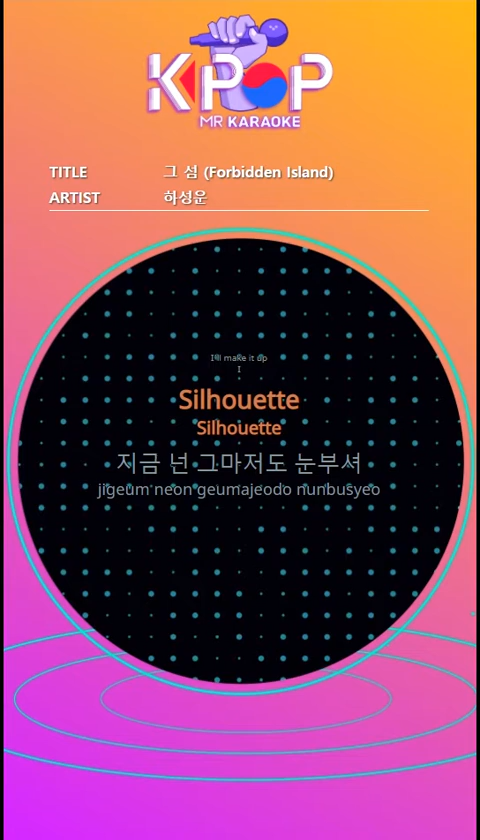 KPOP
MR KARAOKE
TITLE 그 섬 (Forbidden Island)
ARTIST 하성운
I'll make it up
I
Silhouette
Silhouette
지금 넌 그마저도 눈부셔
jigeum neon geumajeodo nunbusyeo